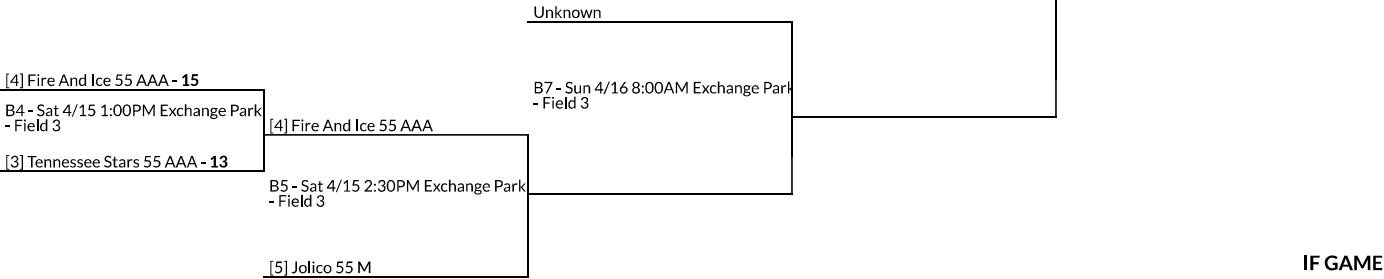 Unknown
[4] Fire And Ice 55 AAA - 15
B4 - Sat 4/15 1:00PM Exchange Park
- Field 3
[3] Tennessee Stars 55 AAA - 13
[4] Fire And Ice 55 AAA
B5 - Sat 4/15 2:30PM Exchange Park
- Field 3
[5] Jolico 55 M
B7 - Sun 4/16 8:00AM Exchange Park
- Field 3
IF GAME